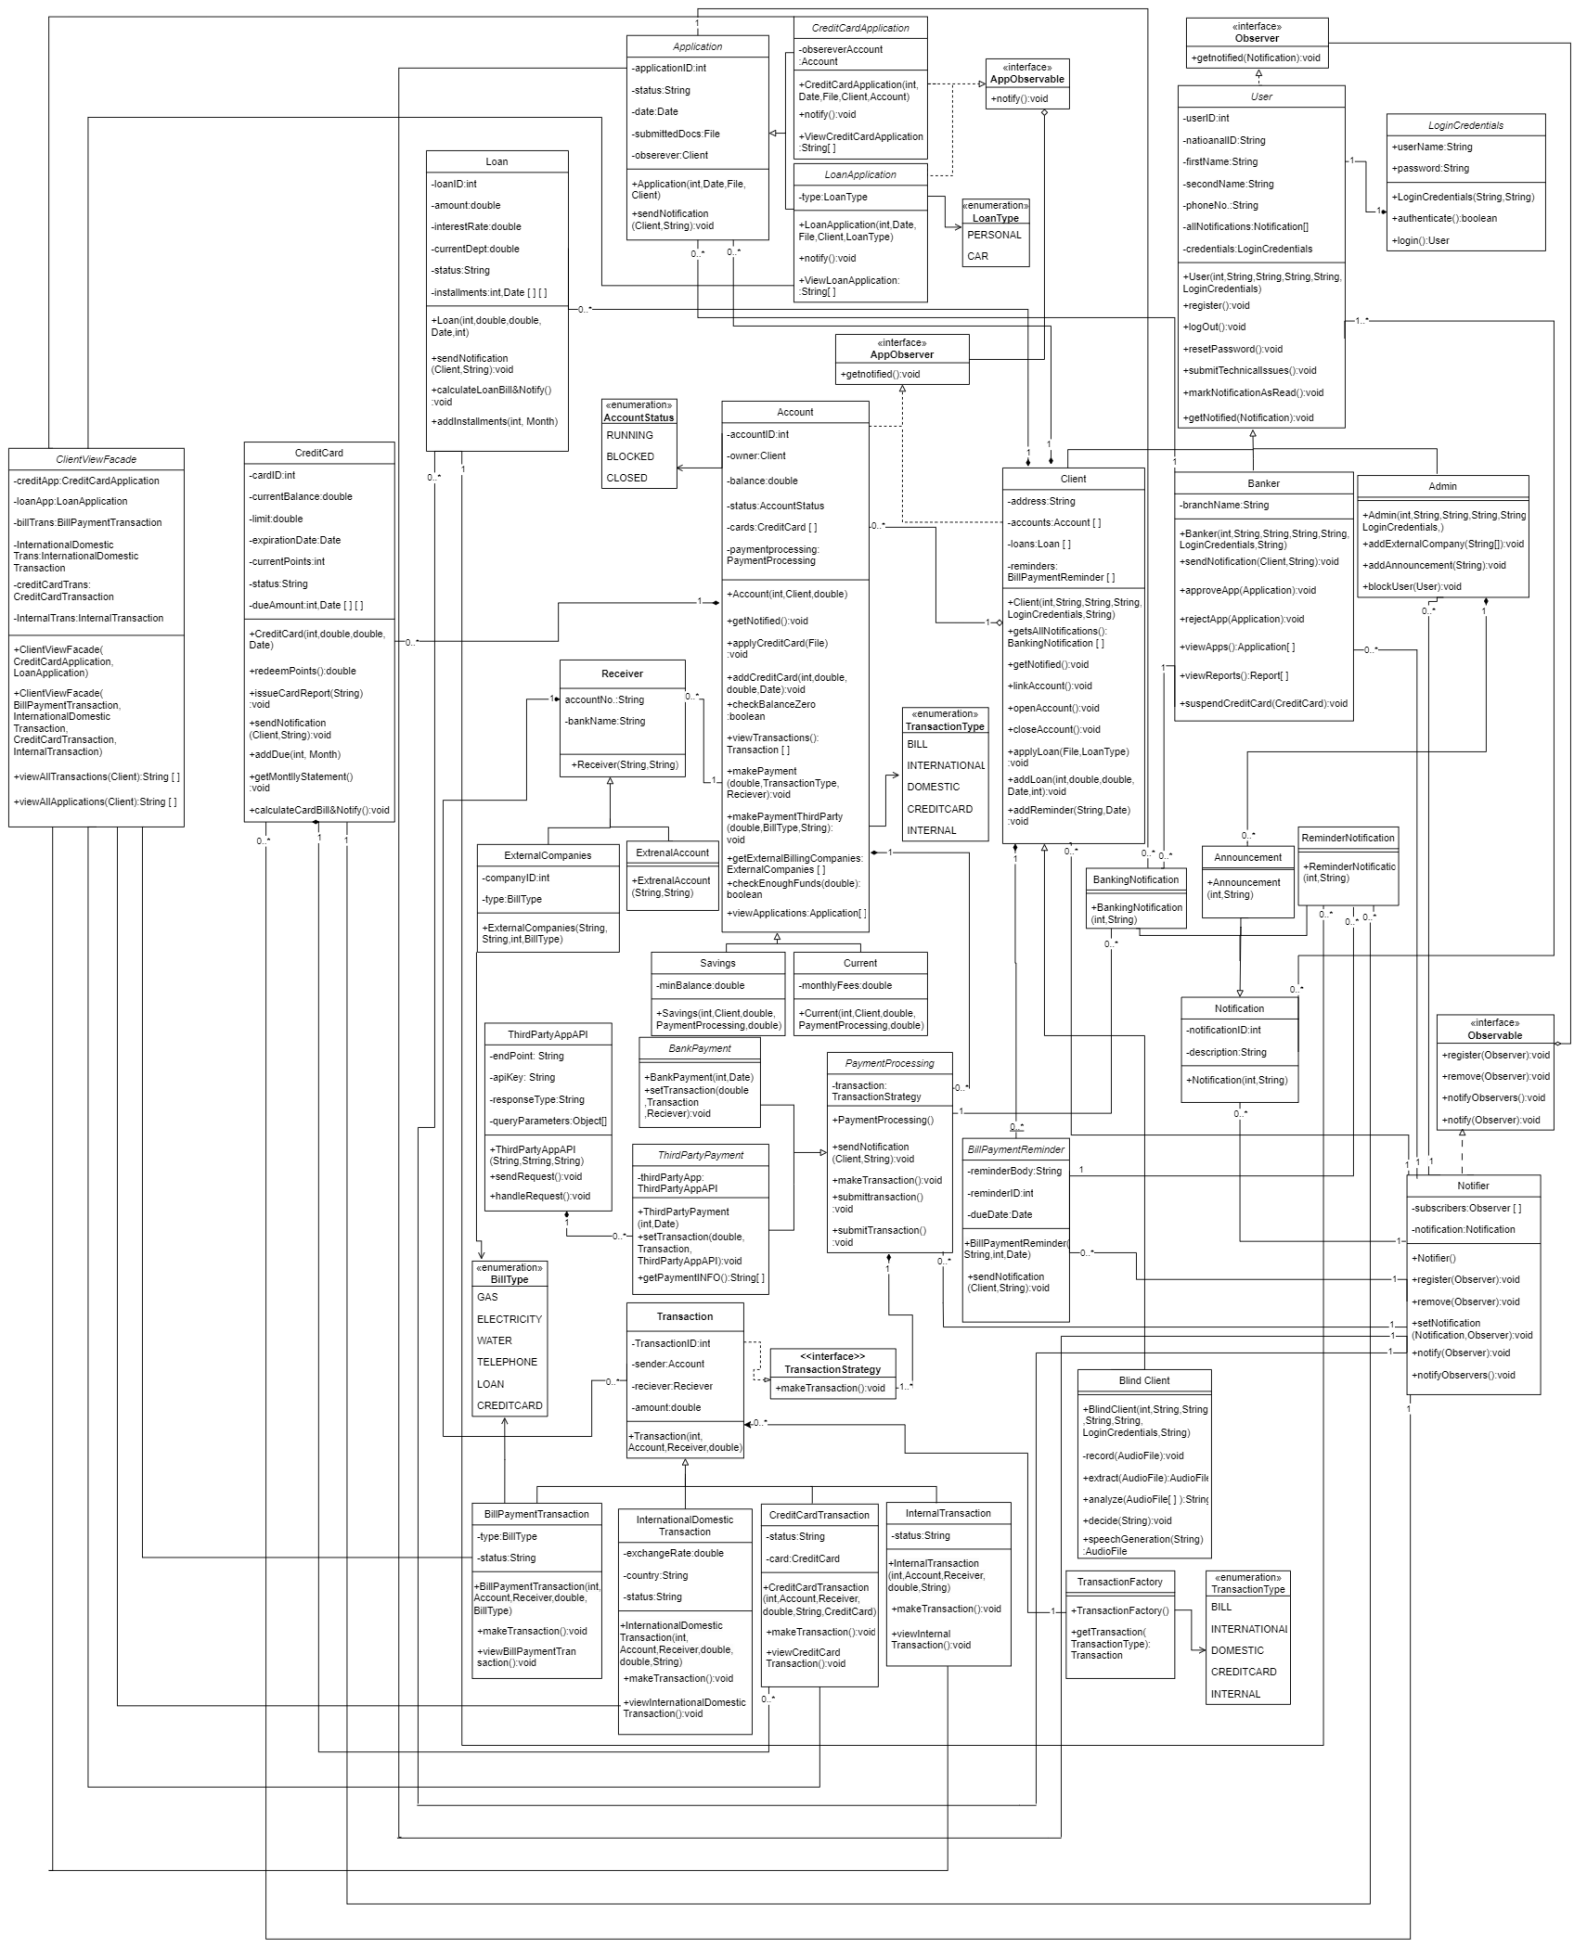 CreditCardApplication
-obsereverAccount
:Account
+CreditCardApplication(int,
Date,File,Client,Account)
+notify():void
+ViewCreditCardApplication
:String[ ]
Application
-applicationID:int
-status:String
-date:Date
-submittedDocs:File
-obserever:Client
+Application(int,Date,File,
Client)
+sendNotification
(Client,String):void
«interface»
AppObservable
+notify():void
«interface»
Observer
+getnotified(Notification):void
User
-userID:int
-natioanalID:String
-firstName:String
-secondName:String
-phoneNo.:String
-allNotifications:Notification[]
-credentials:LoginCredentials
+User(int,String,String,String,String,
LoginCredentials)
+register():void
+logOut():void
+resetPassword():void
+submitTechnicalIssues():void
+markNotificationAsRead():void
+getNotified(Notification):void
LoginCredentials
+userName:String
+password:String
+LoginCredentials(String,String)
+authenticate():boolean
+login():User
Loan
-loanID:int
-amount:double
-interestRate:double
-currentDept:double
-status:String
-installments:int,Date [ ] [ ]
+Loan(int,double,double,
Date,int)
+sendNotification
(Client,String):void
+calculateLoanBill&Notify()
:void
+addInstallments(int, Month)
LoanApplication
-type:LoanType
+LoanApplication(int,Date,
File,Client,LoanType)
+notify():void
+ViewLoanApplication:
:String[ ]
«enumeration»
LoanType
PERSONAL
CAR
«interface»
AppObserver
+getnotified():void
«enumeration»
AccountStatus
RUNNING
BLOCKED
CLOSED
Account
-accountID:int
-owner:Client
-balance:double
-status:AccountStatus
-cards:CreditCard [ ]
-paymentprocessing:
PaymentProcessing
+Account(int,Client,double)
+getNotified():void
+applyCreditCard(File)
:void
+addCreditCard(int,double,
double,Date):void
+checkBalanceZero
:boolean
+viewTransactions():
Transaction [ ]
+makePayment
(double,TransactionType,
Reciever):void
+makePaymentThirdParty
(double,BillType,String):
void
+getExternalBillingCompanies:
ExternalCompanies [ ]
+checkEnoughFunds(double):
boolean
+viewApplications:Application[ ]
ClientViewFacade
-creditApp:CreditCardApplication
-loanApp:LoanApplication
-billTrans:BillPaymentTransaction
-InternationalDomestic
Trans:InternationalDomestic
Transaction
-creditCardTrans:
CreditCardTransaction
-InternalTrans:InternalTransaction
+ClientViewFacade(
CreditCardApplication,
LoanApplication)
+ClientViewFacade(
BillPaymentTransaction,
InternationalDomestic
Transaction,
CreditCardTransaction,
InternalTransaction)
+viewAllTransactions(Client):String [ ]
+viewAllApplications(Client):String [ ]
CreditCard
-cardID:int
-currentBalance:double
-limit:double
-expirationDate:Date
-currentPoints:int
-status:String
-dueAmount:int,Date [ ] [ ]
+CreditCard(int,double,double,
Date)
+redeemPoints():double
+issueCardReport(String)
:void
+sendNotification
(Client,String):void
+addDue(int, Month)
+getMontllyStatement()
:void
+calculateCardBill&Notify():void
Client
-address:String
-accounts:Account [ ]
-loans:Loan [ ]
-reminders:
BillPaymentReminder [ ]
+Client(int,String,String,String,
LoginCredentials,String)
+getsAllNotifications():
BankingNotification [ ]
+getNotified():void
+linkAccount():void
+openAccount():void
+closeAccount():void
+applyLoan(File,LoanType)
:void
+addLoan(int,double,double,
Date,int):void
+addReminder(String,Date)
:void
Banker
-branchName:String
+Banker(int,String,String,String,String,
LoginCredentials,String)
+sendNotification(Client,String):void
+approveApp(Application):void
+rejectApp(Application):void
+viewApps():Application[ ]
+viewReports():Report[ ]
+suspendCreditCard(CreditCard):void
Admin
+Admin(int,String,String,String,String
LoginCredentials,)
+addExternalCompany(String[]):void
+addAnnouncement(String):void
+blockUser(User):void
Receiver
accountNo.:String
-bankName:String
+Receiver(String,String)
«enumeration»
TransactionType
BILL
INTERNATIONAL
DOMESTIC
CREDITCARD
INTERNAL
ExternalCompanies
-companyID:int
-type:BillType
+ExternalCompanies(String,
String,int,BillType)
ExtrenalAccount
+ExtrenalAccount
(String,String)
BankingNotification
+BankingNotification
(int,String)
Announcement
+Announcement
(int,String)
ReminderNotification
+ReminderNotificatic
(int,String)
Savings
-minBalance:double
+Savings(int,Client,double,
PaymentProcessing,double)
Current
-monthlyFees:double
+Current(int,Client,double,
PaymentProcessing,double)
Notification
-notificationID:int
-description:String
+Notification(int,String)
«interface»
Observable
+register(Observer):void
+remove(Observer):void
+notifyObservers():void
+notify(Observer):void
ThirdPartyAppAPI
-endPoint: String
-apiKey: String
-responseType:String
-queryParameters:Object[]
+ThirdPartyAppAPI
(String,String,String)
+sendRequest():void
+handleRequest():void
BankPayment
+BankPayment(int,Date)
+setTransaction(double
,Transaction
,Reciever):void
PaymentProcessing
-transaction:
TransactionStrategy
+PaymentProcessing()
+sendNotification
(Client,String):void
+makeTransaction():void
+submittransaction()
:void
+submitTransaction()
:void
ThirdPartyPayment
-thirdPartyApp:
ThirdPartyAppAPI
+ThirdPartyPayment
(int,Date)
+setTransaction(double,
Transaction,
ThirdPartyAppAPI):void
+getPaymentINFO():String[ ]
BillPaymentReminder
-reminderBody:String
-reminderID:int
-dueDate:Date
+BillPaymentReminder(
String,int,Date)
+sendNotification
(Client,String):void
Notifier
-subscribers:Observer [ ]
-notification:Notification
+Notifier()
+register(Observer):void
+remove(Observer):void
+setNotification
(Notification,Observer):void
+notify(Observer):void
+notifyObservers():void
«enumeration»
BillType
GAS
ELECTRICITY
WATER
TELEPHONE
LOAN
CREDITCARD
Transaction
-TransactionID:int
-sender:Account
-reciever:Reciever
-amount:double
+Transaction(int,
Account,Receiver,double)
<<interface>>
TransactionStrategy
+makeTransaction():void
Blind Client
+BlindClient(int,String,String
,String,String,
LoginCredentials,String)
-record(AudioFile):void
+extract(AudioFile):AudioFile
+analyze(AudioFile[ ] ):String
+decide(String):void
+speechGeneration(String)
:AudioFile
BillPaymentTransaction
-type:BillType
-status:String
+BillPaymentTransaction(int,
Account,Receiver,double,
BillType)
+makeTransaction():void
+viewBillPaymentTran
saction():void
InternationalDomestic
Transaction
-exchangeRate:double
-country:String
-status:String
+InternationalDomestic
Transaction(int,
Account,Receiver,double,
double,String)
+makeTransaction():void
+viewInternationalDomestic
Transaction():void
CreditCardTransaction
-status:String
-card:CreditCard
+CreditCardTransaction
(int,Account,Receiver,
double,String,CreditCard)
+makeTransaction():void
+viewCreditCard
Transaction():void
InternalTransaction
-status:String
+InternalTransaction
(int,Account,Receiver,
double,String)
+makeTransaction():void
+viewInternal
Transaction():void
TransactionFactory
+TransactionFactory()
+getTransaction(
TransactionType):
Transaction
«enumeration»
TransactionType
BILL
INTERNATIONAL
DOMESTIC
CREDITCARD
INTERNAL